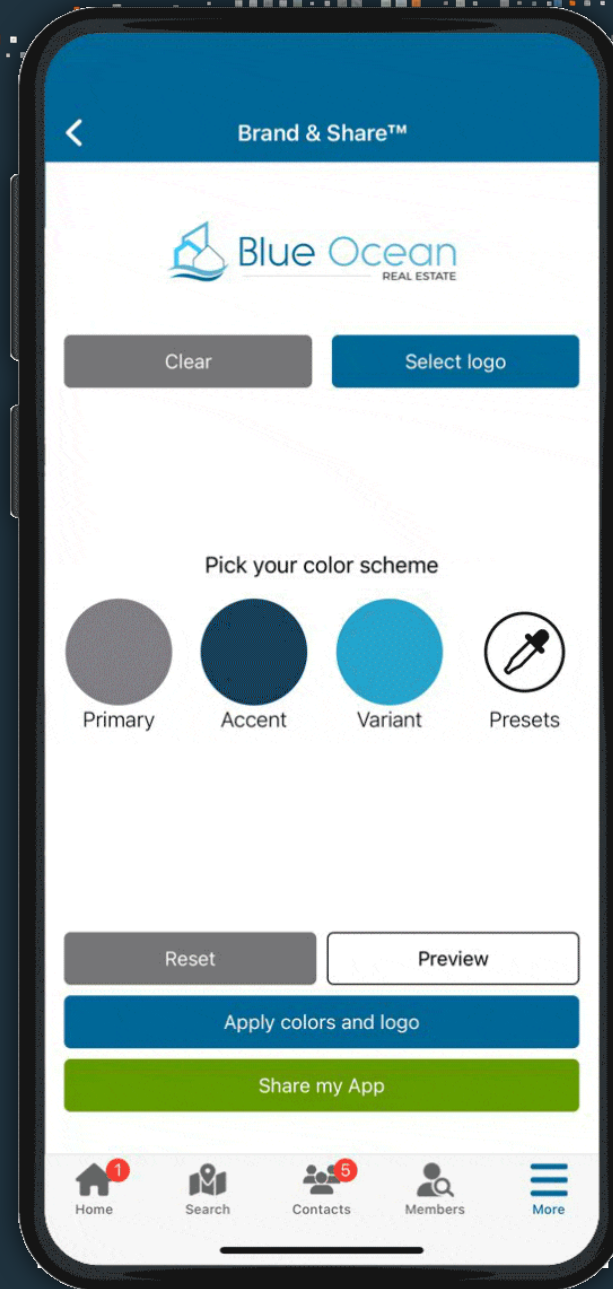 Brand & Share™
Blue Ocean
REAL ESTATE
Clear
Select logo
Pick your color scheme
Primary
Accent
Variant
Presets
Reset
Preview
Apply colors and logo
Share my App
1
5
Home
Search
Contacts
Members
More